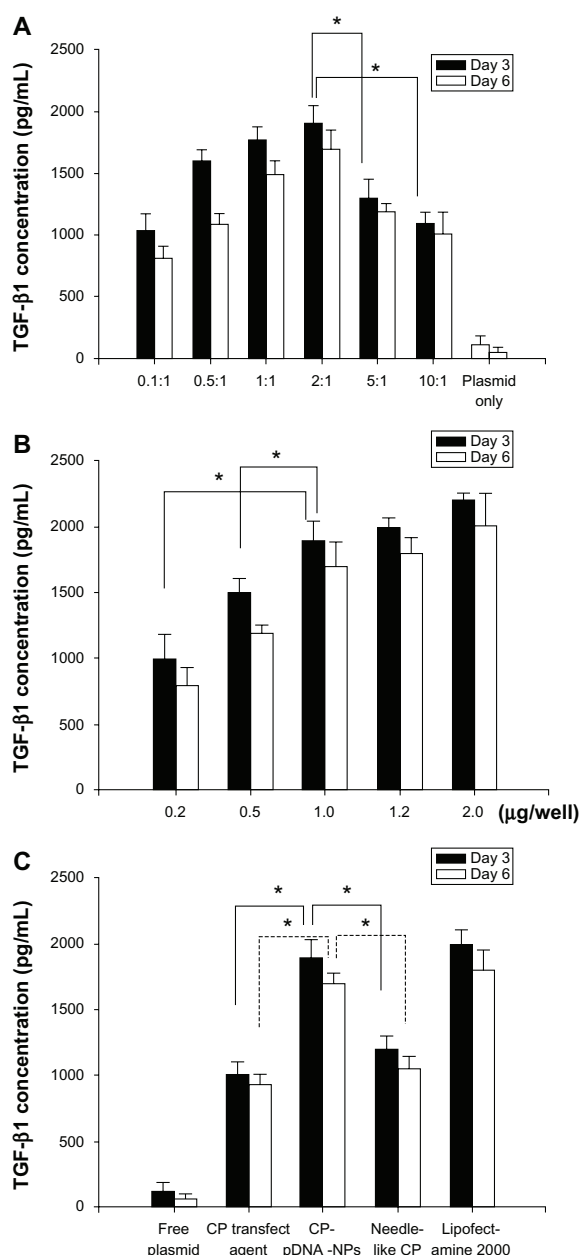 A
TGF-β1 concentration (pg/mL)
2500
2000
1500
1000
500
0
*
*
Day 3
Day 6
0.1:1 0.5:1 1:1 2:1 5:1 10:1 Plasmid
only
B
TGF-β1 concentration (pg/mL)
2500
2000
1500
1000
500
0
*
*
Day 3
Day 6
0.2 0.5 1.0 1.2 2.0 (μg/well)
C
TGF-β1 concentration (pg/mL)
2500
2000
1500
1000
500
0
*
*
*
*
Day 3
Day 6
Free CP transfect CP- Needle- Lipofect-
plasmid agent pDNA -NPs like CP amine 2000